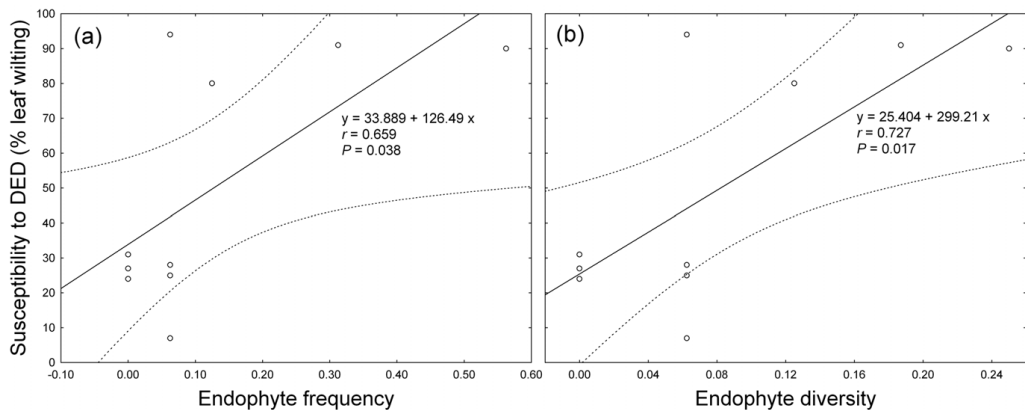 Susceptibility to DED (% leaf wilting)
100
90
80
70
60
50
40
30
20
10
0
(a)
y = 33.889 + 126.49 x
r = 0.659
P = 0.038
-0.10 0.00 0.10 0.20 0.30 0.40 0.50 0.60
Endophyte frequency
(b)
y = 25.404 + 299.21 x
r = 0.727
P = 0.017
0.00 0.04 0.08 0.12 0.16 0.20 0.24
Endophyte diversity